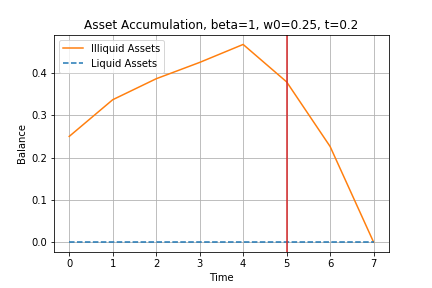 Asset Accumulation, beta=1, w0=0.25, t=0.2
Illiquid Assets
Liquid Assets
Balance
0.4
0.3
0.2
0.1
0.0
0 1 2 3 4 5 6 7
Time